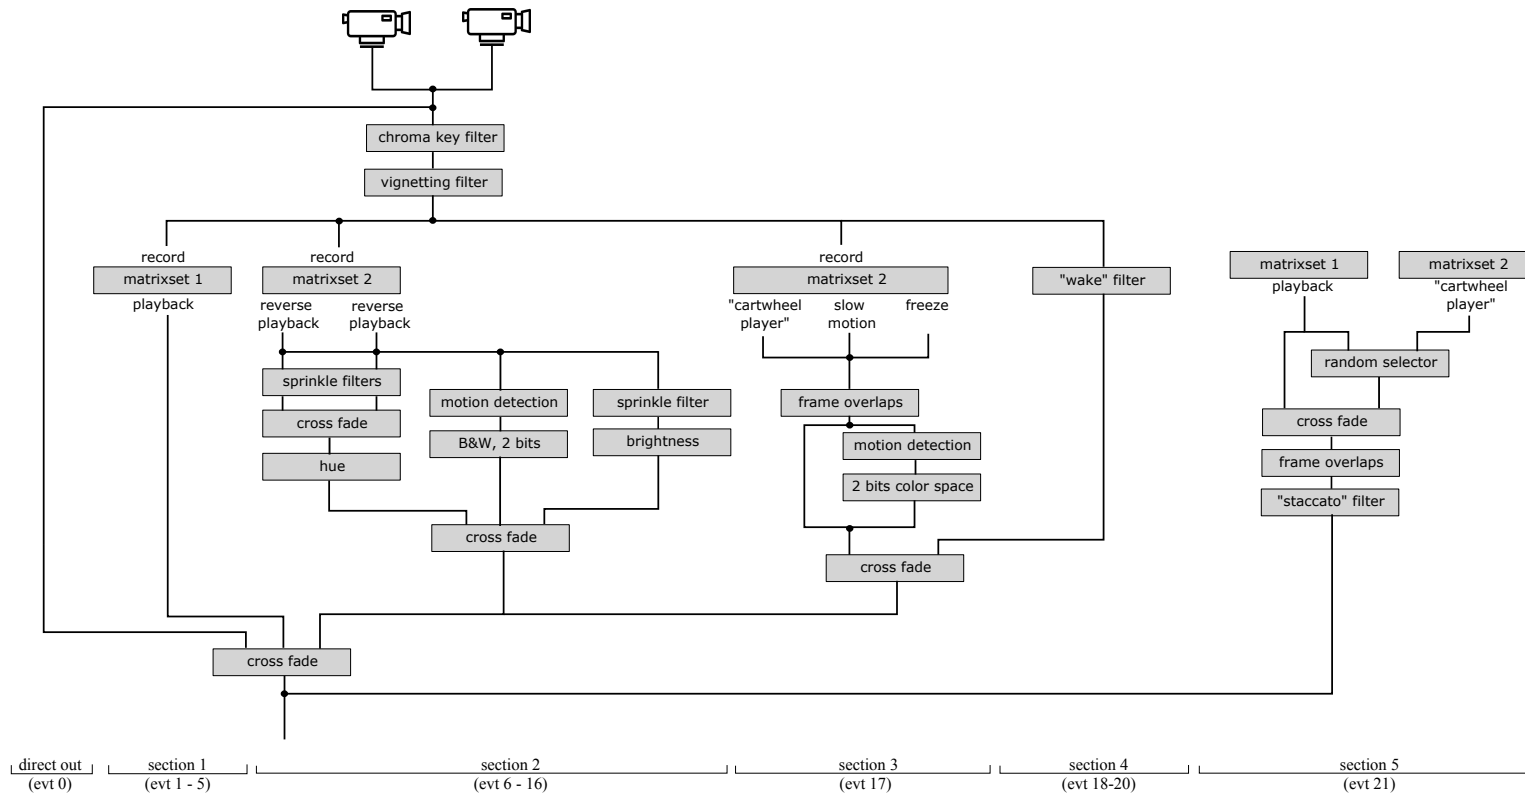 chroma key filter
vignetting filter
record
matrixset 1
playback
record
matrixset 2
reverse
playback
reverse
playback
sprinkle filters
cross fade
hue
motion detection
B&W, 2 bits
sprinkle filter
brightness
cross fade
record
matrixset 2
"cartwheel
player"
slow
motion
freeze
frame overlaps
motion detection
2 bits color space
cross fade
"wake" filter
matrixset 1
playback
matrixset 2
"cartwheel
player"
random selector
cross fade
frame overlaps
"staccato" filter
cross fade
direct out
(evt 0)
section 1
(evt 1 - 5)
section 2
(evt 6 - 16)
section 3
(evt 17)
section 4
(evt 18-20)
section 5
(evt 21)